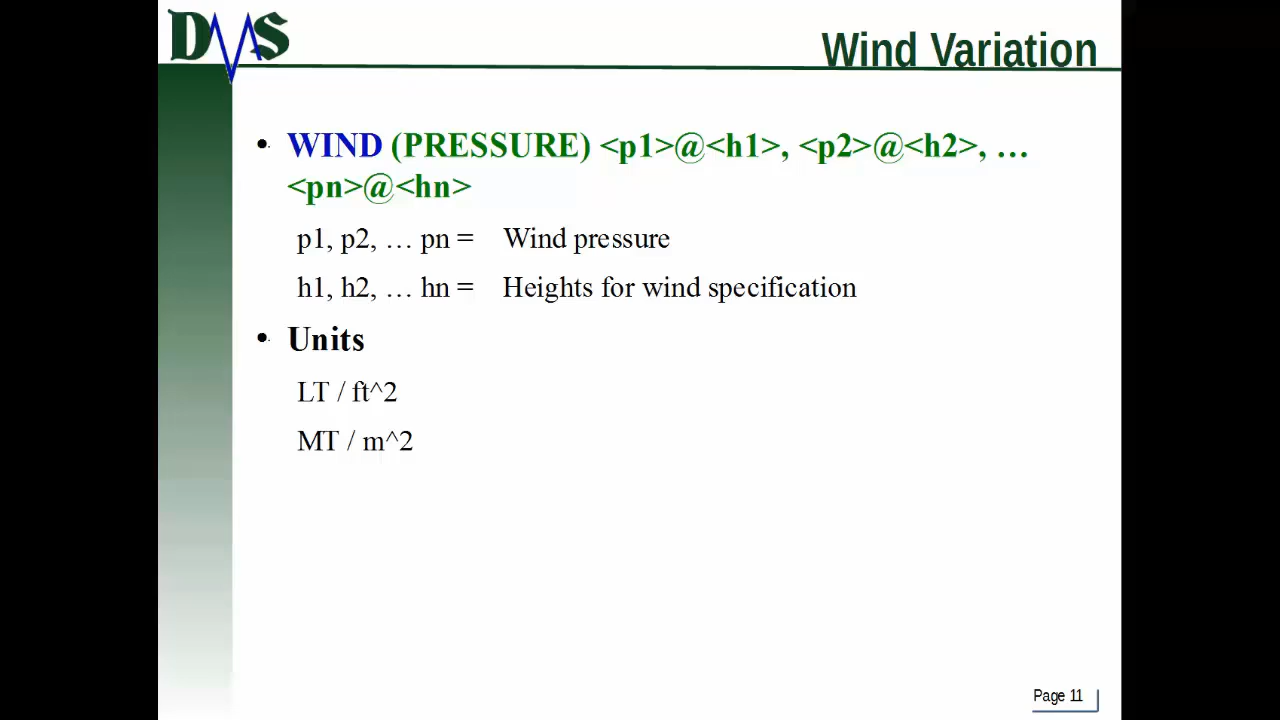 DMS
Wind Variation
• WIND (PRESSURE) <p1>@<h1>, <p2>@<h2>, …
<pn>@<hn>
p1, p2, … pn = Wind pressure
h1, h2, … hn = Heights for wind specification
• Units
LT / ft^2
MT / m^2
Page 11